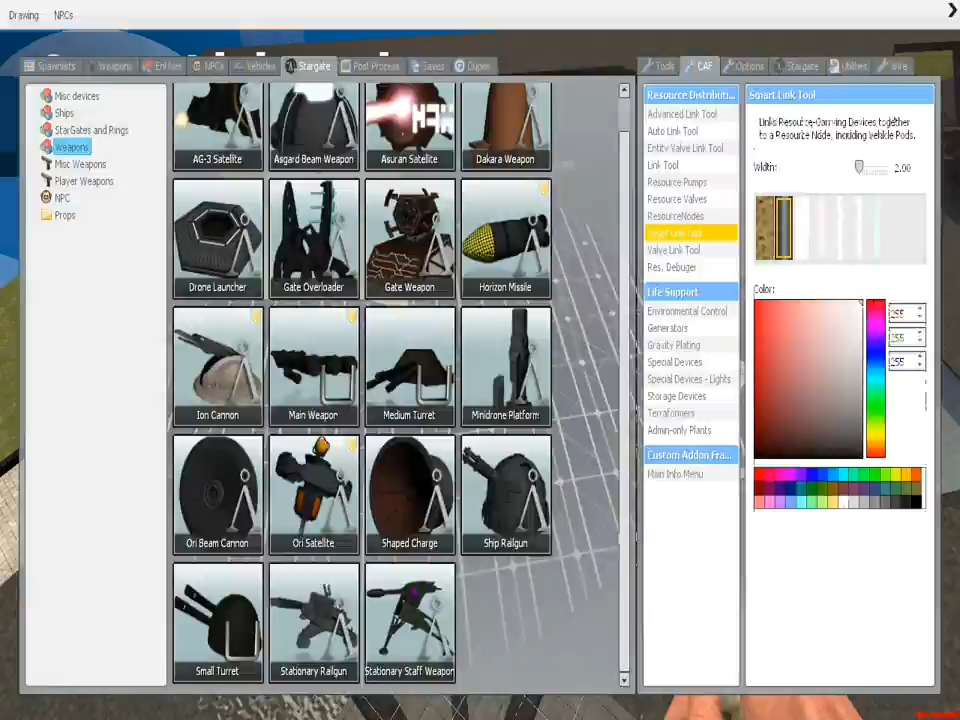 Drawing NPCs
Spawnlists Weapons Entities NPCs Vehicles Stargate Post Process Saves Dupes
Tools CAF Options Stargate Utilities Wire
Misc devices
Ships
StarGates and Rings
Weapons
Misc Weapons
Player Weapons
NPC
Props
AG-3 Satellite
Asgard Beam Weapon
Asuran Satellite
Dakara Weapon
Drone Launcher
Gate Overloader
Gate Weapon
Horizon Missile
Ion Cannon
Main Weapon
Medium Turret
Minidrone Platform
Ori Beam Cannon
Ori Satellite
Shaped Charge
Ship Railgun
Small Turret
Stationary Railgun
Stationary Staff Weapon
Resource Distributi...
Advanced Link Tool
Auto Link Tool
Entity Valve Link Tool
Link Tool
Resource Pumps
Resource Valves
ResourceNodes
Smart Link Tool
Valve Link Tool
Res. Debuger
Life Support
Environmental Control
Generators
Gravity Plating
Special Devices
Special Devices - Lights
Storage Devices
Terraformers
Admin-only Plants
Custom Addon Fra...
Main Info Menu
Smart Link Tool
Links Resource-Carrying Devices together
to a Resource Node, including Vehicle Pods.
Width: 2.00
Color:
255
255
255